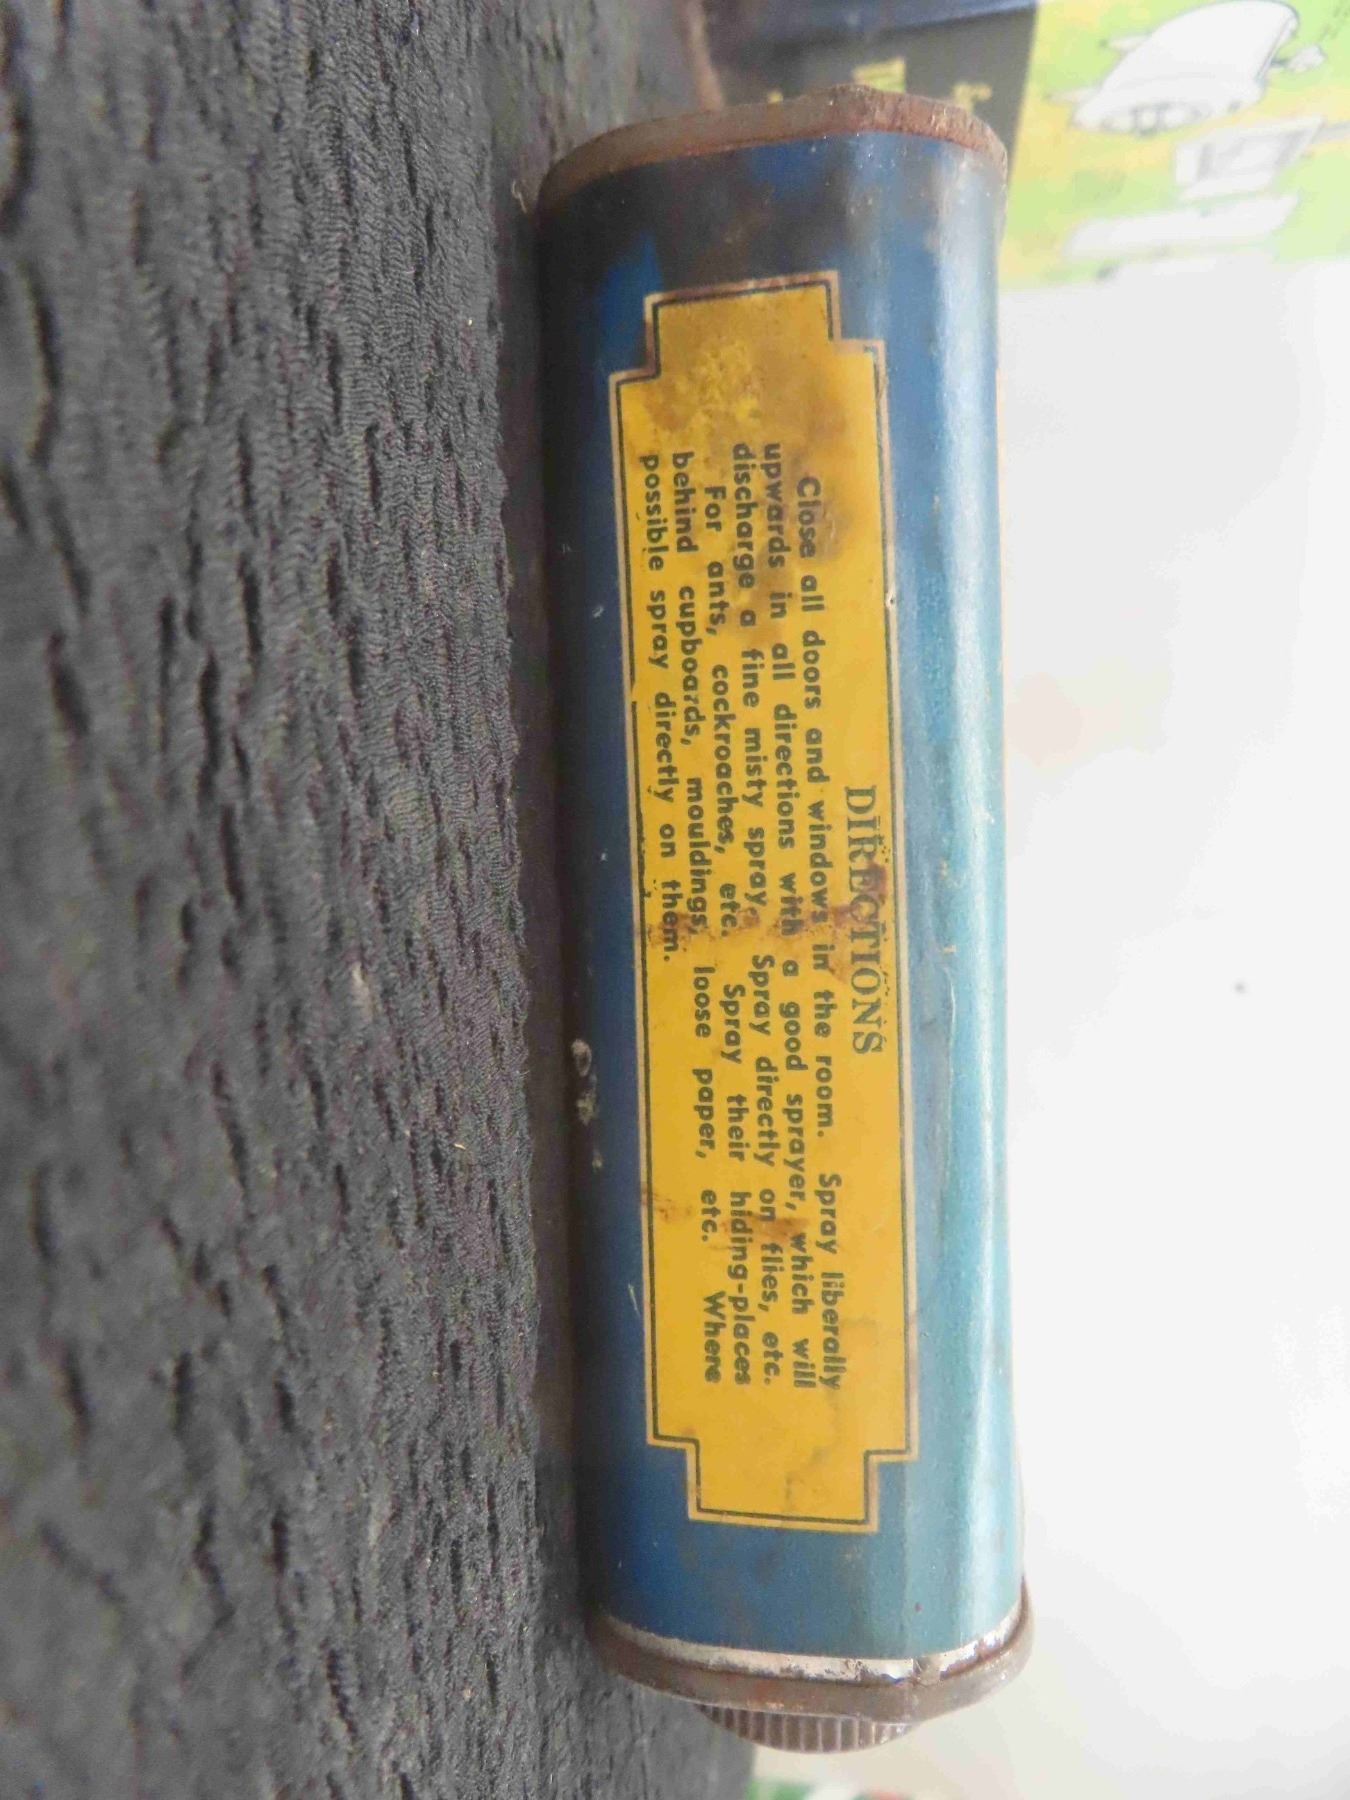 DIRECTIONS
Close all doors and windows in the room. Spray liberally
upwards in all directions with a good sprayer, which will
discharge a fine misty spray. Spray directly on flies, etc.
For ants, cockroaches, etc. Spray their hiding-places
behind cupboards, mouldings, loose paper, etc. Where
possible spray directly on them.